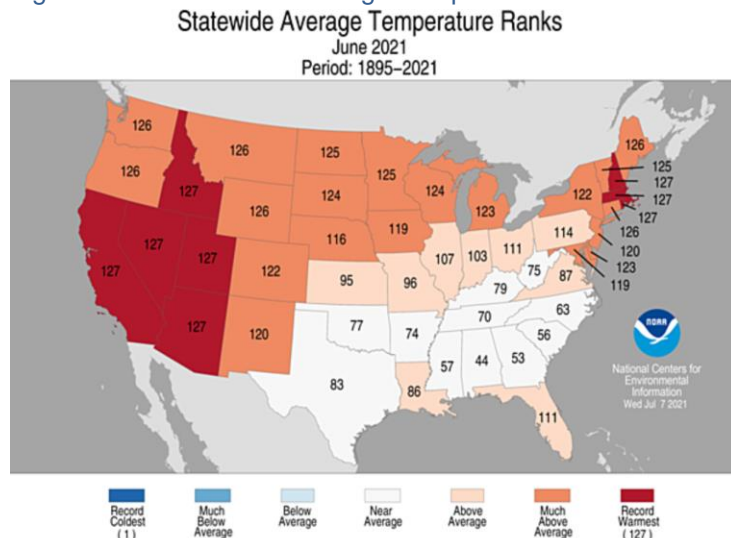 Statewide Average Temperature Ranks
June 2021
Period: 1895–2021
126
126
126
127
126
125
124
116
125
119
124
123
122
126
125
127
127
127
126
120
123
119
127
127
127
127
122
120
95
96
107
103
111
114
75
87
79
77
74
70
63
56
83
86
57
44
53
111
NOAA
National Centers for
Environmental
Information
Wed Jul 7 2021
Record
Coldest
(1)
Much
Below
Average
Below
Average
Near
Average
Above
Average
Much
Above
Average
Record
Warmest
(127)